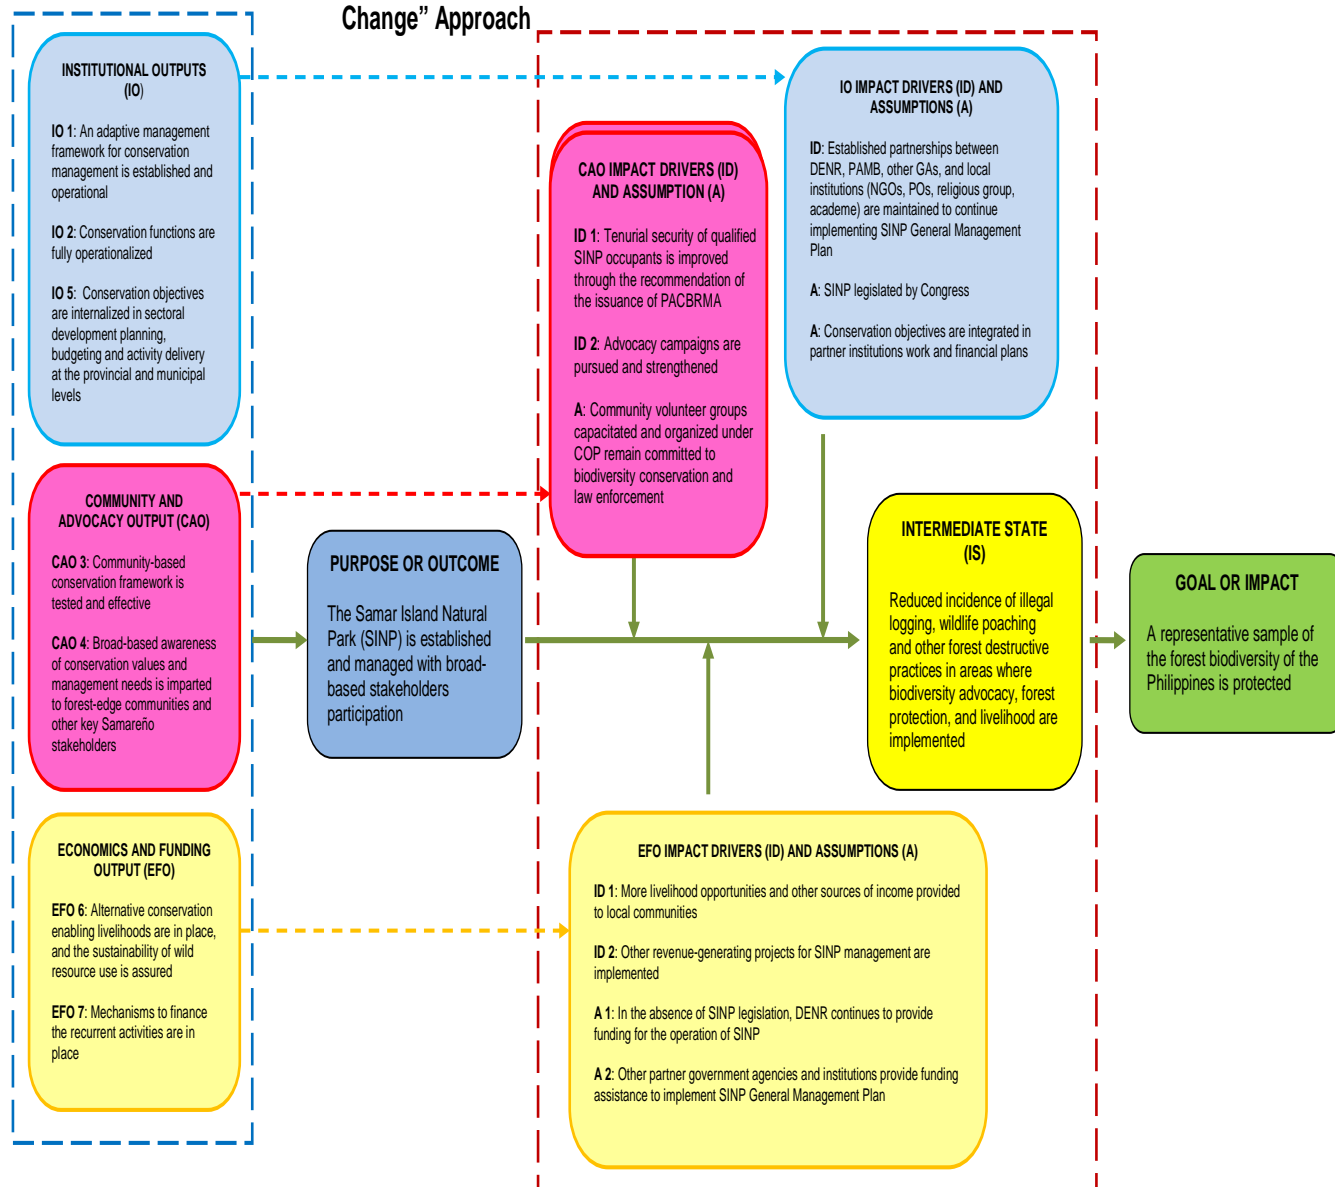 Change” Approach
INSTITUTIONAL OUTPUTS
(IO)
IO 1: An adaptive management
framework for conservation
management is established and
operational
IO 2: Conservation functions are
fully operationalized
IO 5:  Conservation objectives
are internalized in sectoral
development planning,
budgeting and activity delivery
at the provincial and municipal
levels
COMMUNITY AND
ADVOCACY OUTPUT (CAO)
CAO 3: Community-based
conservation framework is
tested and effective
CAO 4: Broad-based awareness
of conservation values and
management needs is imparted
to forest-edge communities and
other key Samareño
stakeholders
ECONOMICS AND FUNDING
OUTPUT (EFO)
EFO 6: Alternative conservation
enabling livelihoods are in place,
and the sustainability of wild
resource use is assured
EFO 7: Mechanisms to finance
the recurrent activities are in
place
PURPOSE OR OUTCOME
The Samar Island Natural
Park (SINP) is established
and managed with broad-
based stakeholders
participation
CAO IMPACT DRIVERS (ID)
AND ASSUMPTION (A)
ID 1: Tenurial security of qualified
SINP occupants is improved
through the recommendation of
the issuance of PACBRMA
ID 2: Advocacy campaigns are
pursued and strengthened
A: Community volunteer groups
capacitated and organized under
COP remain committed to
biodiversity conservation and
law enforcement
IO IMPACT DRIVERS (ID) AND
ASSUMPTIONS (A)
ID: Established partnerships between
DENR, PAMB, other GAs, and local
institutions (NGOs, POs, religious group,
academe) are maintained to continue
implementing SINP General Management
Plan
A: SINP legislated by Congress
A: Conservation objectives are integrated in
partner institutions work and financial plans
EFO IMPACT DRIVERS (ID) AND ASSUMPTIONS (A)
ID 1: More livelihood opportunities and other sources of income provided
to local communities
ID 2: Other revenue-generating projects for SINP management are
implemented
A 1: In the absence of SINP legislation, DENR continues to provide
funding for the operation of SINP
A 2: Other partner government agencies and institutions provide funding
assistance to implement SINP General Management Plan
INTERMEDIATE STATE
(IS)
Reduced incidence of illegal
logging, wildlife poaching
and other forest destructive
practices in areas where
biodiversity advocacy, forest
protection, and livelihood are
implemented
GOAL OR IMPACT
A representative sample of
the forest biodiversity of the
Philippines is protected